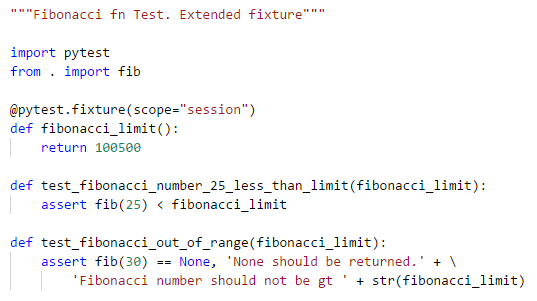 """Fibonacci fn Test. Extended fixture"""
import pytest
from . import fib
@pytest.fixture(scope="session")
def fibonacci_limit():
    return 100500
def test_fibonacci_number_25_less_than_limit(fibonacci_limit):
    assert fib(25) < fibonacci_limit
def test_fibonacci_out_of_range(fibonacci_limit):
    assert fib(30) == None, 'None should be returned.' + \
        'Fibonacci number should not be gt ' + str(fibonacci_limit)